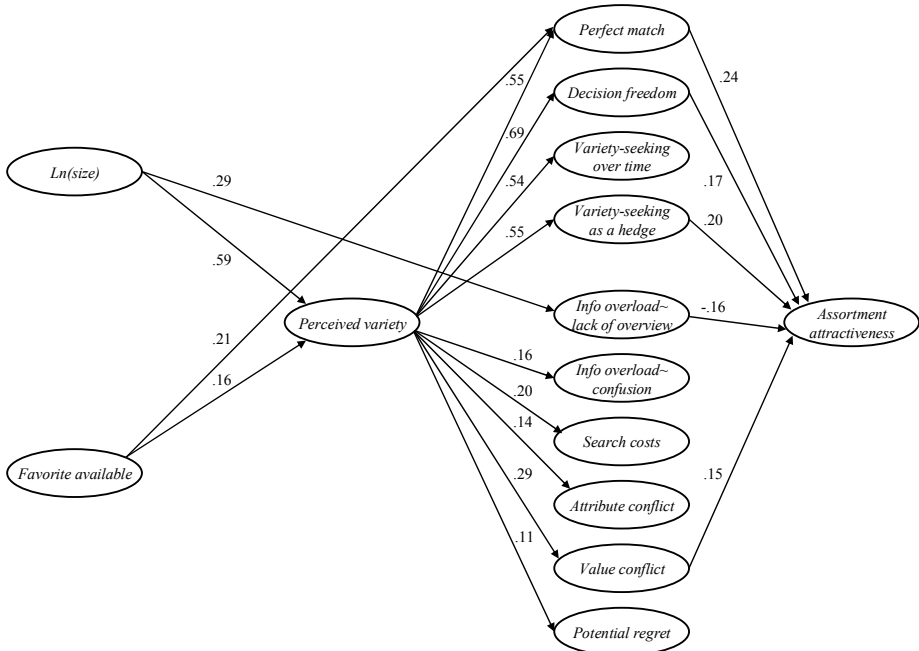 Perfect match
.24
.55
Decision freedom
.69
Variety-seeking
over time
Ln(size)
.29
.54
.17
Variety-seeking
as a hedge
.20
.55
.59
Info overload~
lack of overview
-.16
Perceived variety
Assortment
attractiveness
.21
.16
Info overload~
confusion
.16
.20
.14
Search costs
Favorite available
.29
.15
Attribute conflict
.11
Value conflict
Potential regret